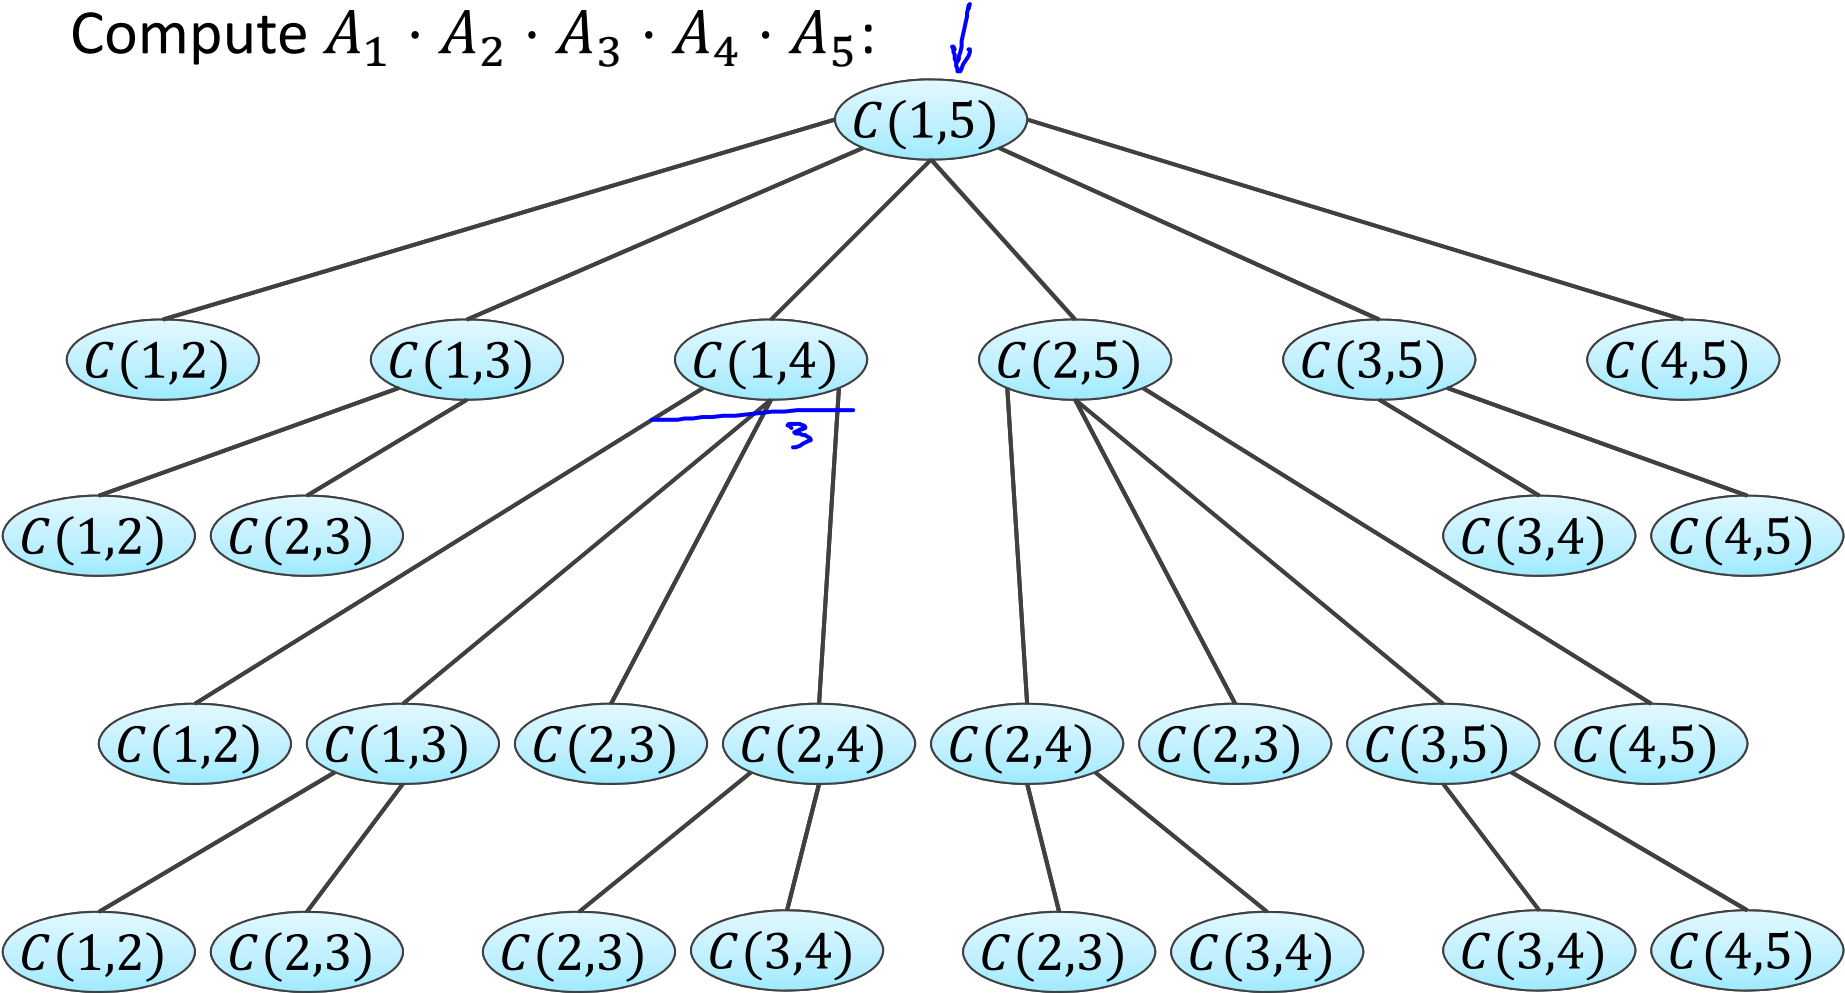 Compute A₁ · A₂ · A₃ · A₄ · A₅:
C(1,5)
C(1,2) C(1,3) C(1,4) C(2,5) C(3,5) C(4,5)
3
C(1,2) C(2,3) C(3,4) C(4,5)
C(1,2) C(1,3) C(2,3) C(2,4) C(2,4) C(2,3) C(3,5) C(4,5)
C(1,2) C(2,3) C(2,3) C(3,4) C(2,3) C(3,4) C(3,4) C(4,5)